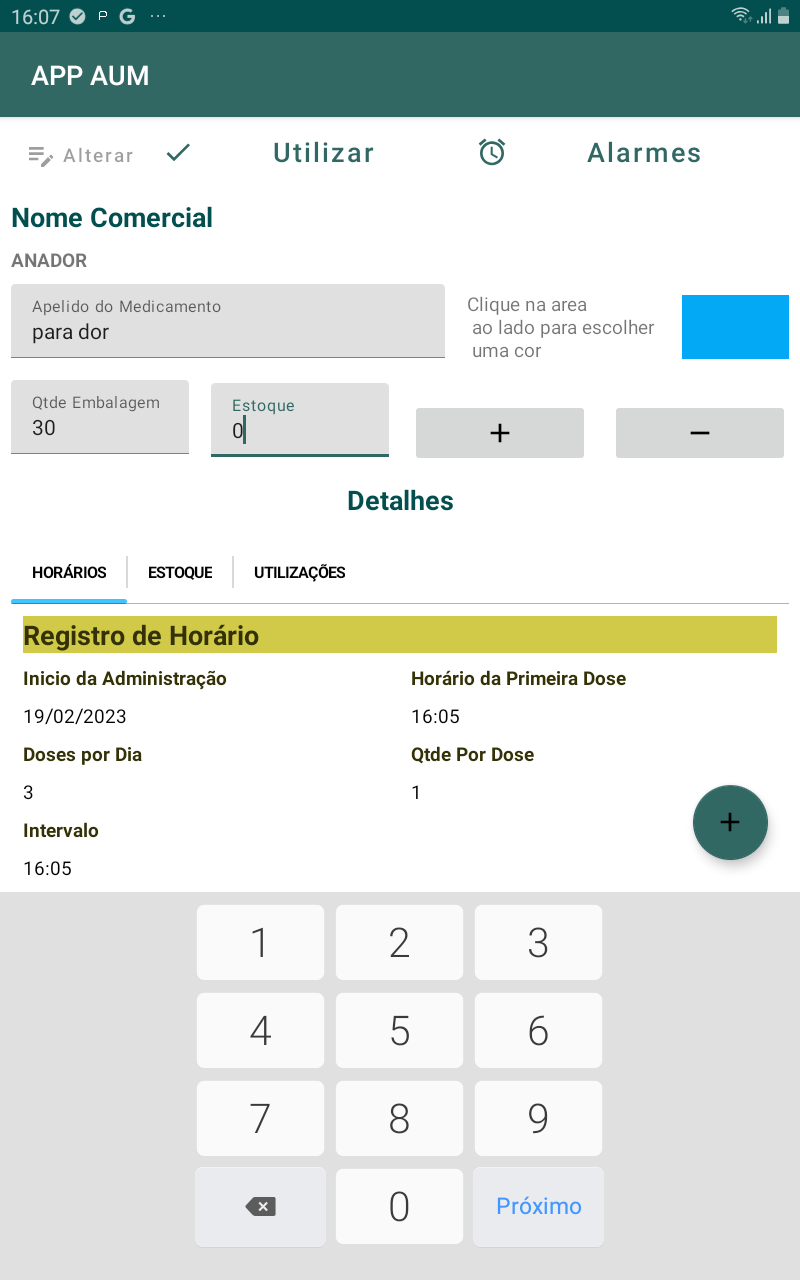 16:07
APP AUM
Alterar Utilizar Alarmes
Nome Comercial
ANADOR
Apelido do Medicamento
para dor
Clique na area
ao lado para escolher
uma cor
Qtde Embalagem
30
Estoque
0
+ −
Detalhes
HORÁRIOS ESTOQUE UTILIZAÇÕES
Registro de Horário
Inicio da Administração Horário da Primeira Dose
19/02/2023 16:05
Doses por Dia Qtde Por Dose
3 1
Intervalo
16:05
+
1 2 3
4 5 6
7 8 9
0 Próximo